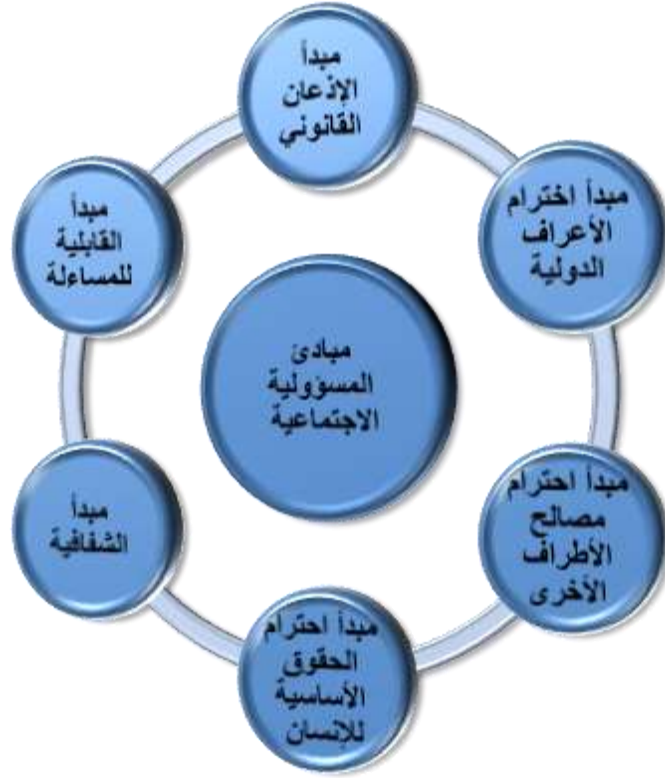 مبدأ
الإذعان
القانوني
مبدأ اخترام
الأعراف
الدولية
مبدأ احترام
مصالح
الأطراف
الأخرى
مبدأ احترام
الحقوق
الأساسية
للإنسان
مبدأ
الشفافية
مبدأ
القابلية
للمساءلة
مبادئ
المسؤولية
الاجتماعية